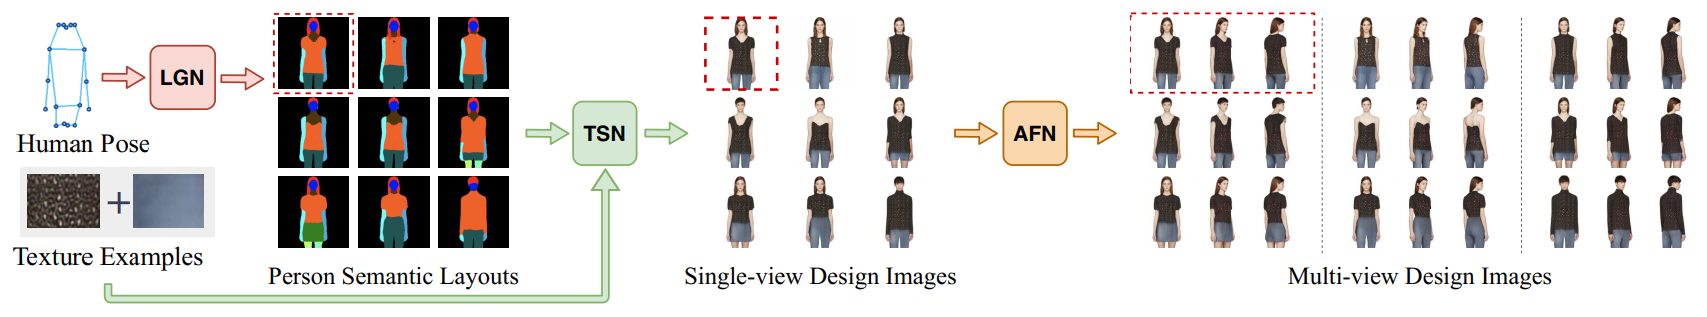 LGN
TSN
AFN
Human Pose
+
Texture Examples
Person Semantic Layouts
Single-view Design Images
Multi-view Design Images